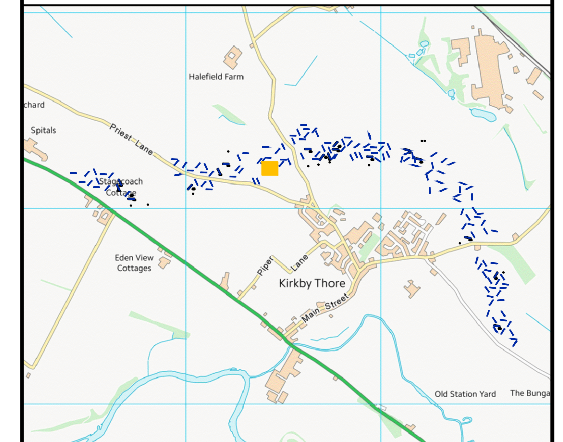 Halefield Farm
chard
Priest Lane
Spitals
Stagecoach
Cottage
Eden View
Cottages
Piper Lane
Kirkby Thore
Main Street
Old Station Yard
The Bunga